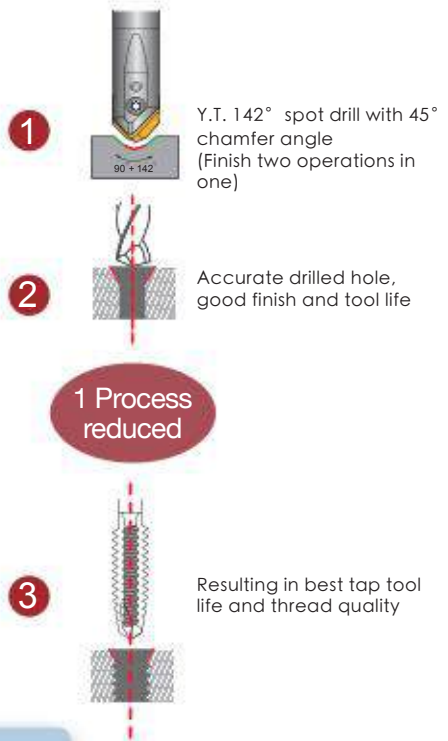 1
Y.T. 142° spot drill with 45°
chamfer angle
(Finish two operations in
one)
90 + 142
2
Accurate drilled hole,
good finish and tool life
1 Process
reduced
3
Resulting in best tap tool
life and thread quality